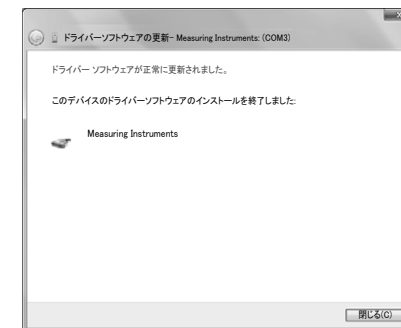 ドライバーソフトウェアの更新- Measuring Instruments: (COM3)
ドライバー ソフトウェアが正常に更新されました。
このデバイスのドライバーソフトウェアのインストールを終了しました:
Measuring Instruments
閉じる(C)